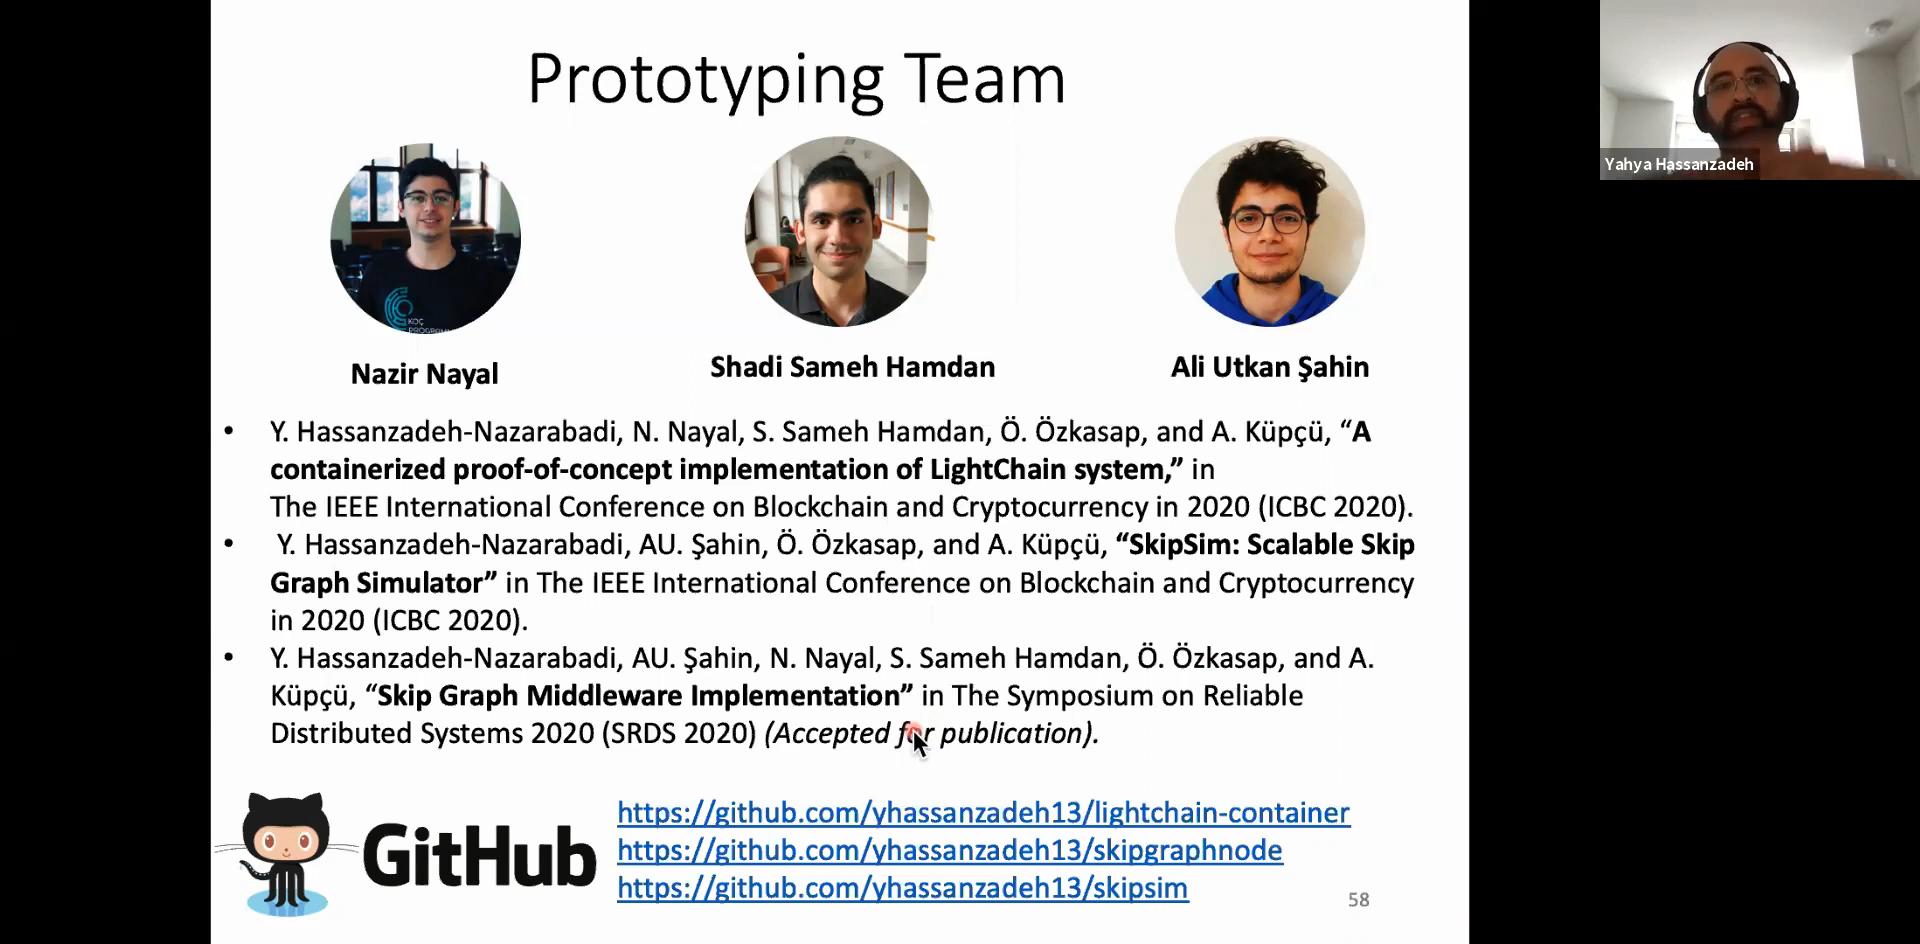 Prototyping Team
Yahya Hassanzadeh
KOÇ
Nazir Nayal
Shadi Sameh Hamdan
Ali Utkan Şahin
• Y. Hassanzadeh-Nazarabadi, N. Nayal, S. Sameh Hamdan, Ö. Özkasap, and A. Küpçü, “A
containerized proof-of-concept implementation of LightChain system,” in
The IEEE International Conference on Blockchain and Cryptocurrency in 2020 (ICBC 2020).
• Y. Hassanzadeh-Nazarabadi, AU. Şahin, Ö. Özkasap, and A. Küpçü, “SkipSim: Scalable Skip
Graph Simulator” in The IEEE International Conference on Blockchain and Cryptocurrency
in 2020 (ICBC 2020).
• Y. Hassanzadeh-Nazarabadi, AU. Şahin, N. Nayal, S. Sameh Hamdan, Ö. Özkasap, and A.
Küpçü, “Skip Graph Middleware Implementation” in The Symposium on Reliable
Distributed Systems 2020 (SRDS 2020) (Accepted for publication).
GitHub
https://github.com/yhassanzadeh13/lightchain-container
https://github.com/yhassanzadeh13/skipgraphnode
https://github.com/yhassanzadeh13/skipsim
58